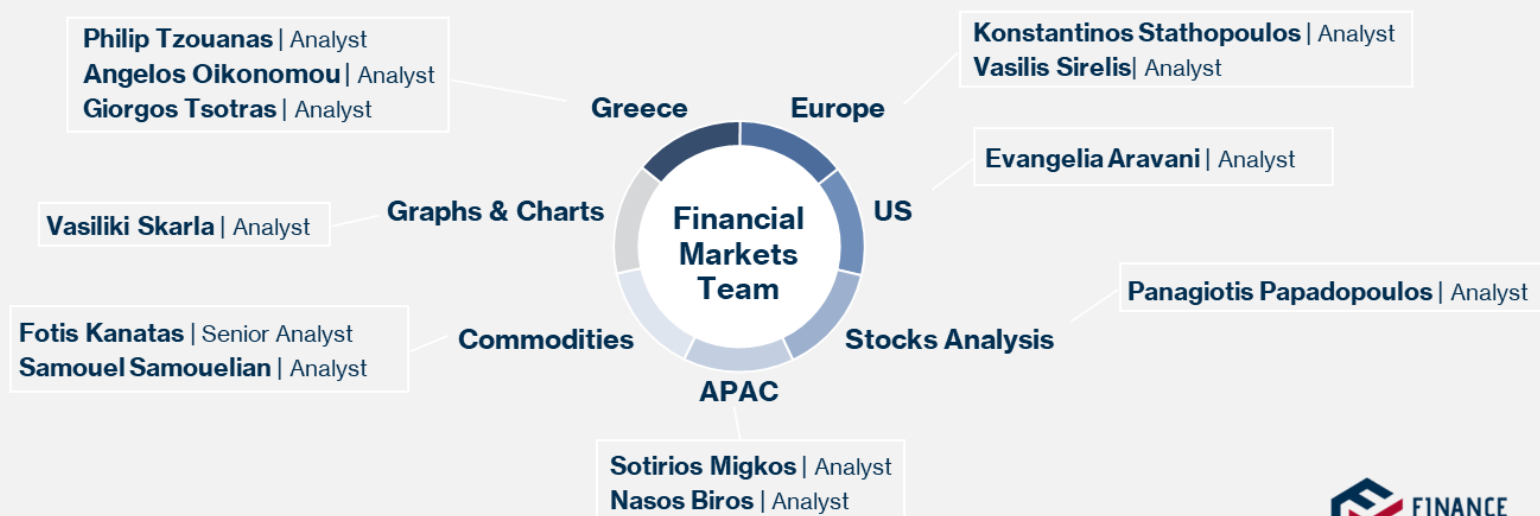 Philip Tzouanas | Analyst
Angelos Oikonomou | Analyst
Giorgos Tsotras | Analyst
Konstantinos Stathopoulos | Analyst
Vasilis Sirelis| Analyst
Greece
Europe
Evangelia Aravani | Analyst
Vasiliki Skarla | Analyst
Graphs & Charts
US
Financial
Markets
Team
Panagiotis Papadopoulos | Analyst
Fotis Kanatas | Senior Analyst
Samouel Samouelian | Analyst
Commodities
Stocks Analysis
APAC
Sotirios Migkos | Analyst
Nasos Biros | Analyst
FINANCE